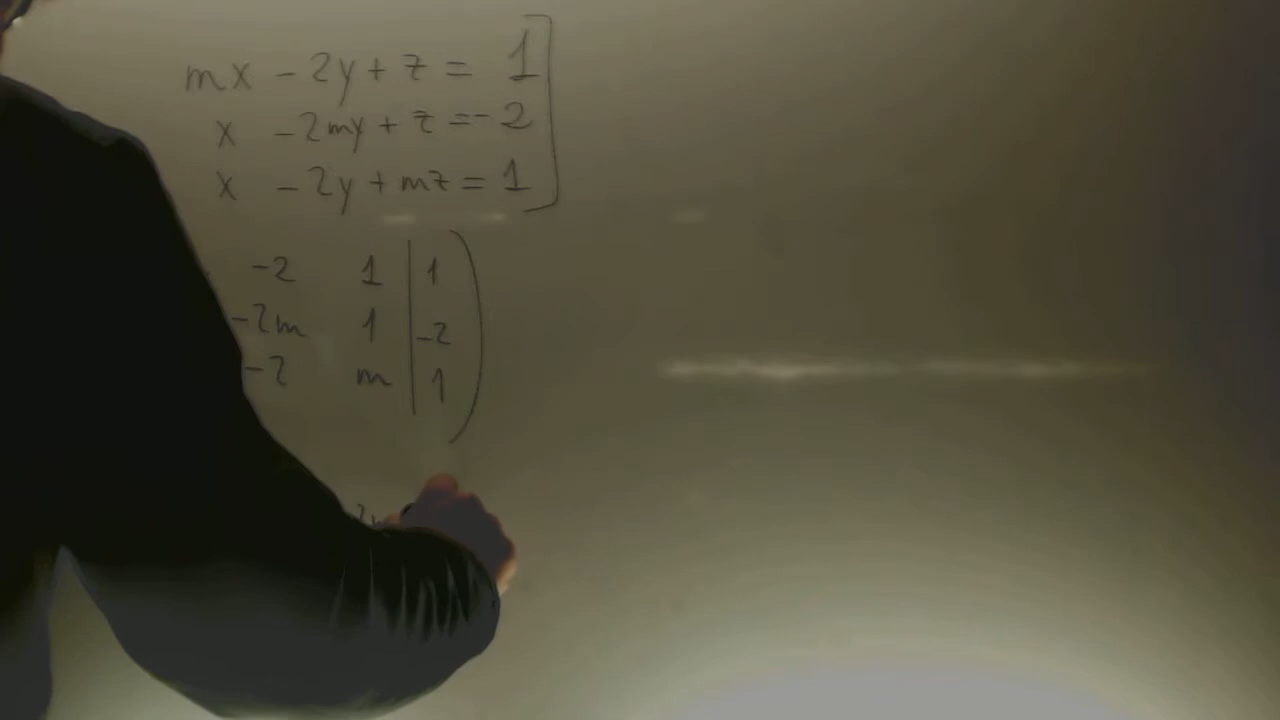 mx - 2y + z = 1
x - 2my + z = -2
x - 2y + mz = 1
-2 1 | 1
-2m 1 | -2
-2 m | 1